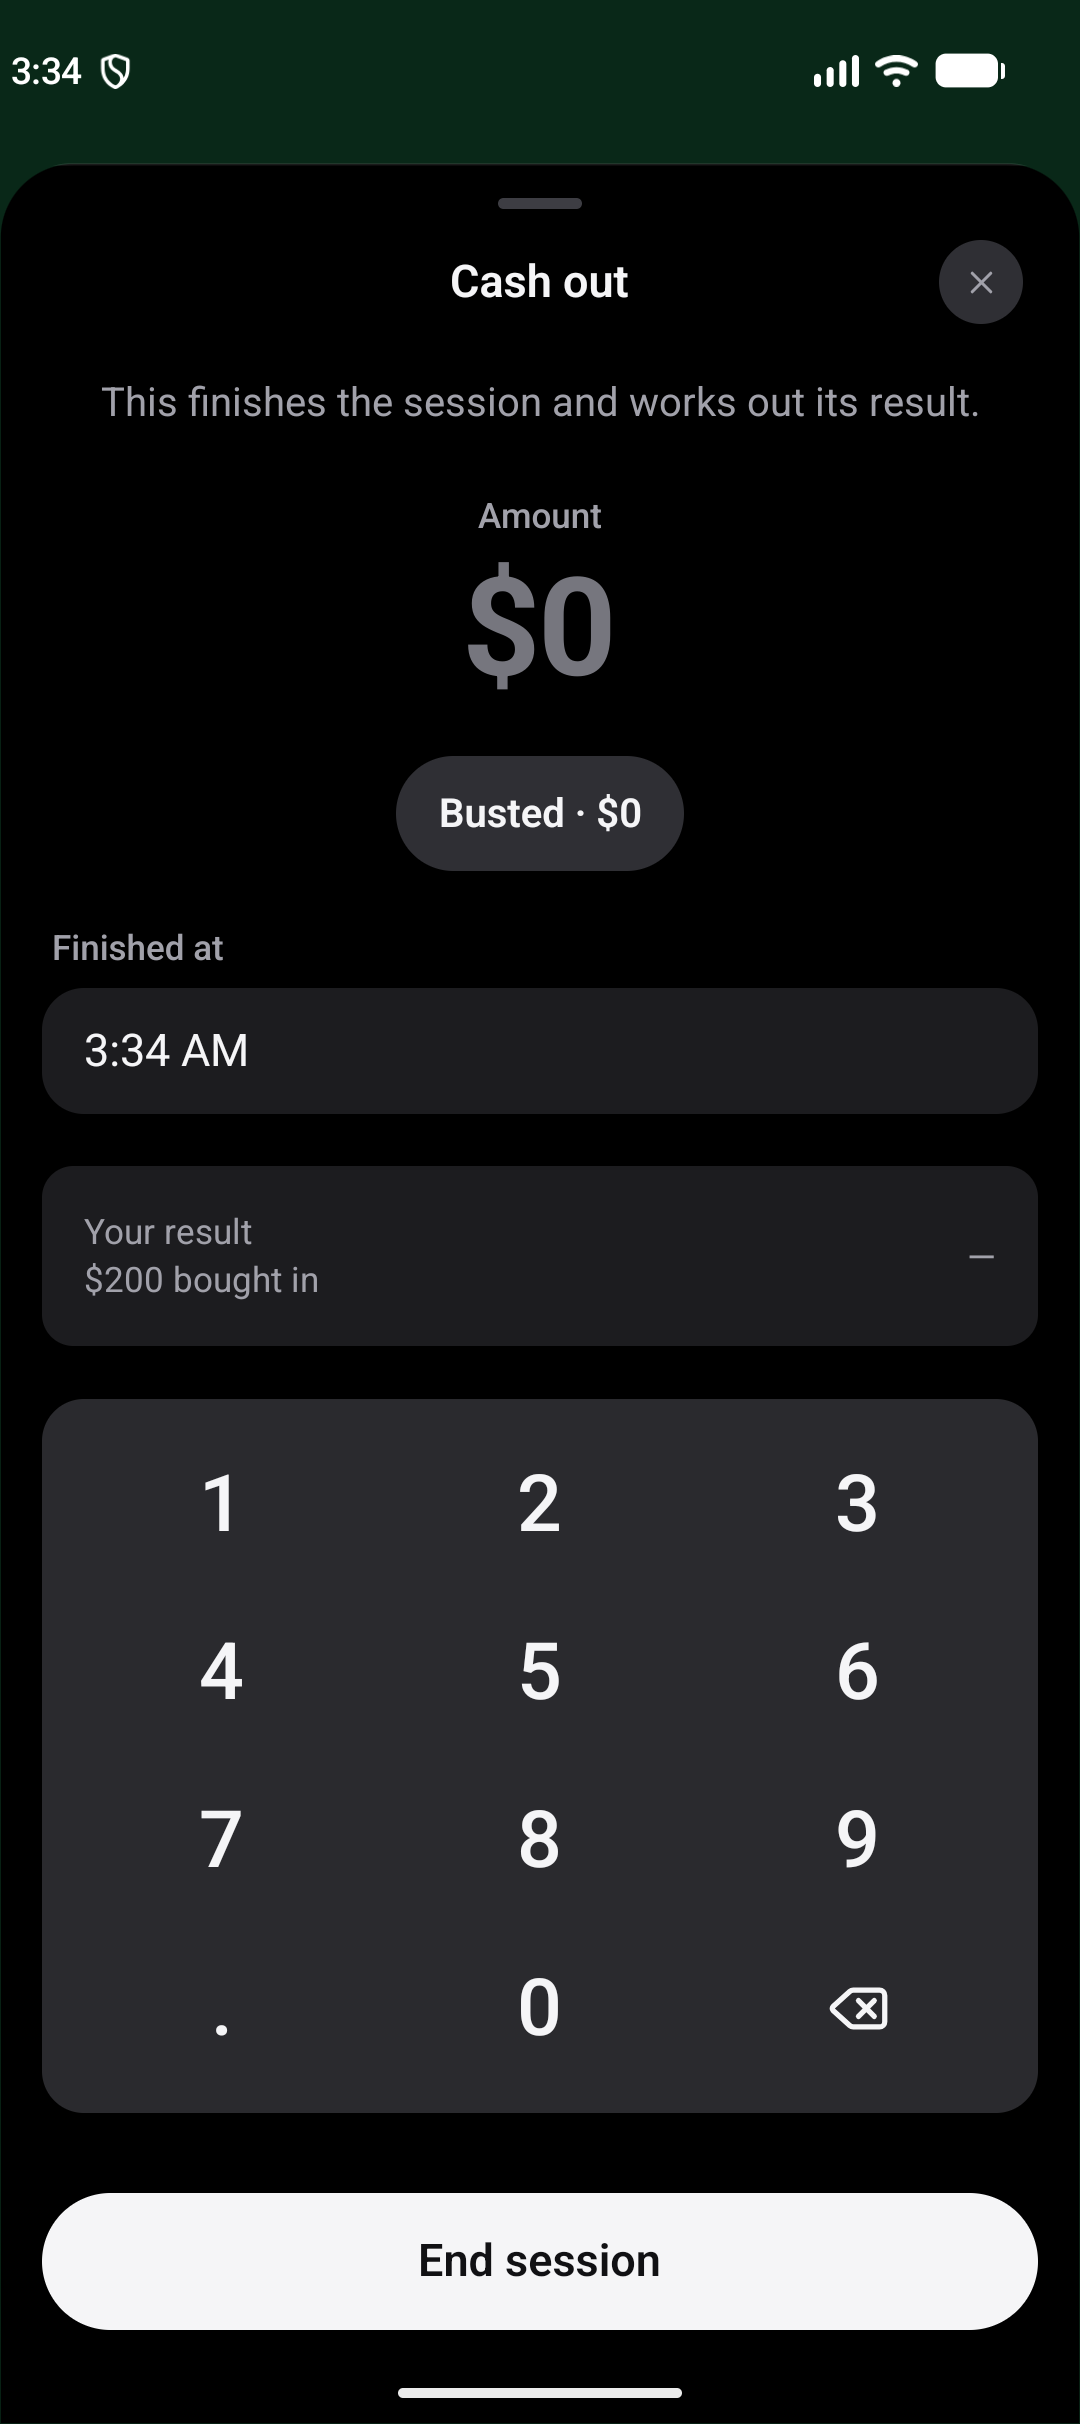 3:34
Cash out
This finishes the session and works out its result.
Amount
$0
Busted · $0
Finished at
3:34 AM
Your result
$200 bought in
—
1 2 3
4 5 6
7 8 9
. 0
End session